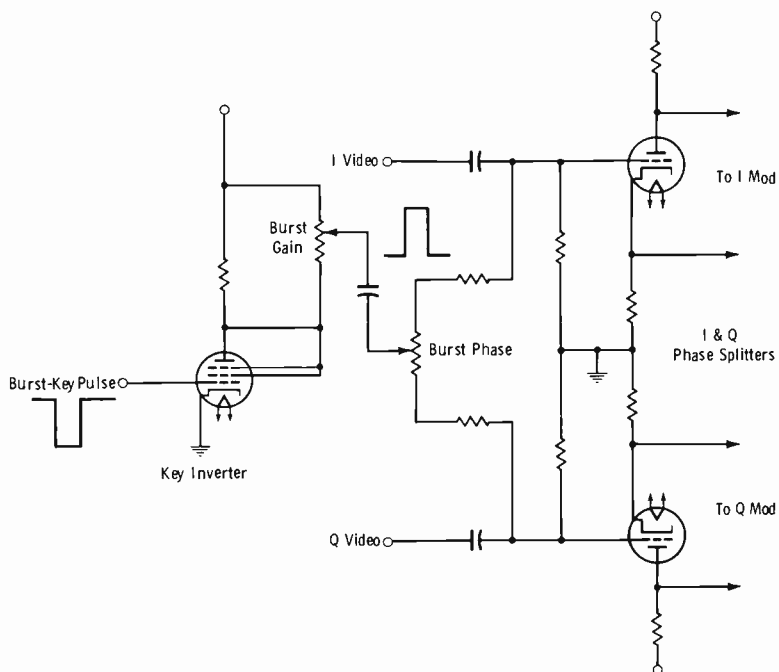 I Video
To I Mod
Burst
Gain
Burst Phase
I & Q
Phase Splitters
Burst-Key Pulse
Key Inverter
To Q Mod
Q Video